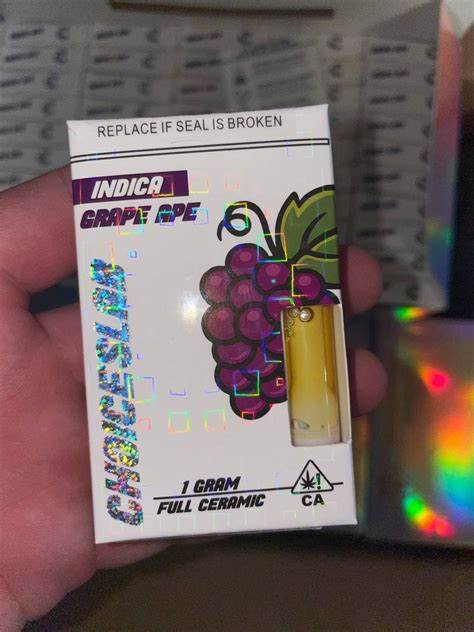 REPLACE IF SEAL IS BROKEN
INDICA
GRAPE APE
CHOICESLAB
1 GRAM
FULL CERAMIC
!
CA